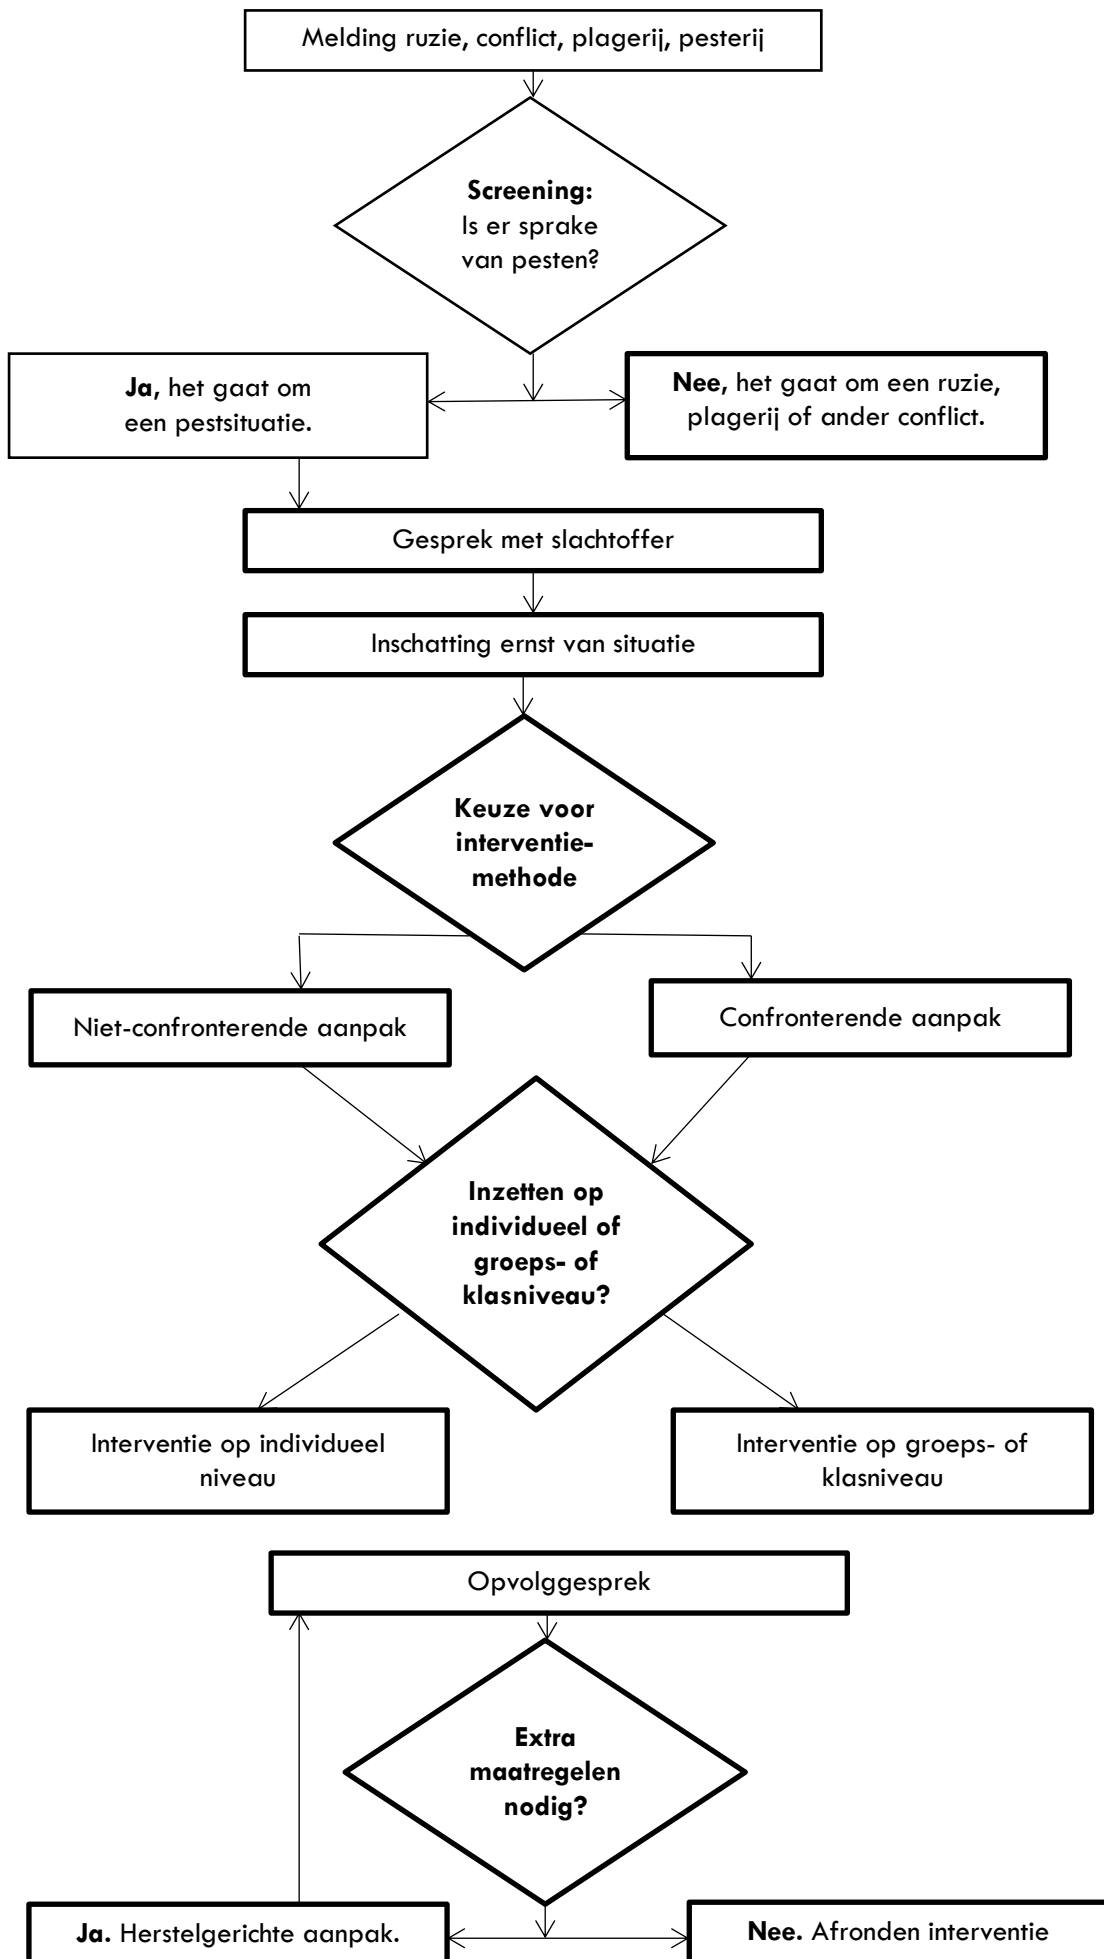 Melding ruzie, conflict, plagerij, pesterij
Screening:
Is er sprake
van pesten?
Ja, het gaat om
een pestsituatie.
Nee, het gaat om een ruzie,
plagerij of ander conflict.
Gesprek met slachtoffer
Inschatting ernst van situatie
Keuze voor
interventie-
methode
Niet-confronterende aanpak
Confronterende aanpak
Inzetten op
individueel of
groeps- of
klasniveau?
Interventie op individueel
niveau
Interventie op groeps- of
klasniveau
Opvolggesprek
Extra
maatregelen
nodig?
Ja. Herstelgerichte aanpak.
Nee. Afronden interventie